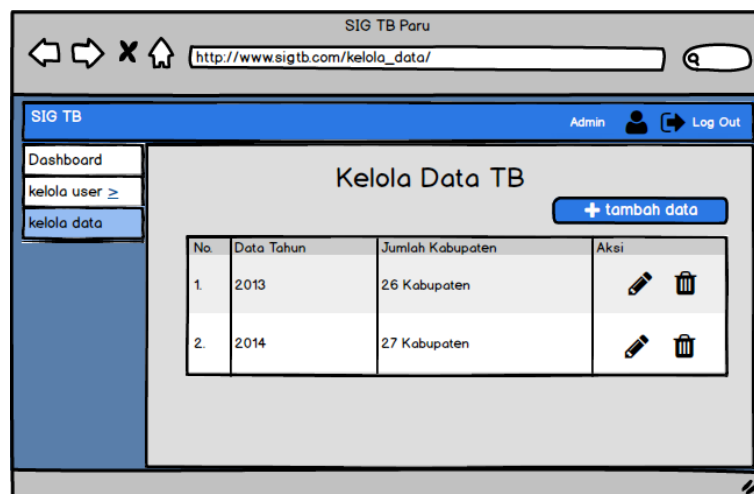 SIG TB Paru
http://www.sigtb.com/kelola_data/
SIG TB
Admin
Log Out
Dashboard
kelola user >
kelola data
Kelola Data TB
+ tambah data
No. Data Tahun Jumlah Kabupaten Aksi
1. 2013 26 Kabupaten
2. 2014 27 Kabupaten